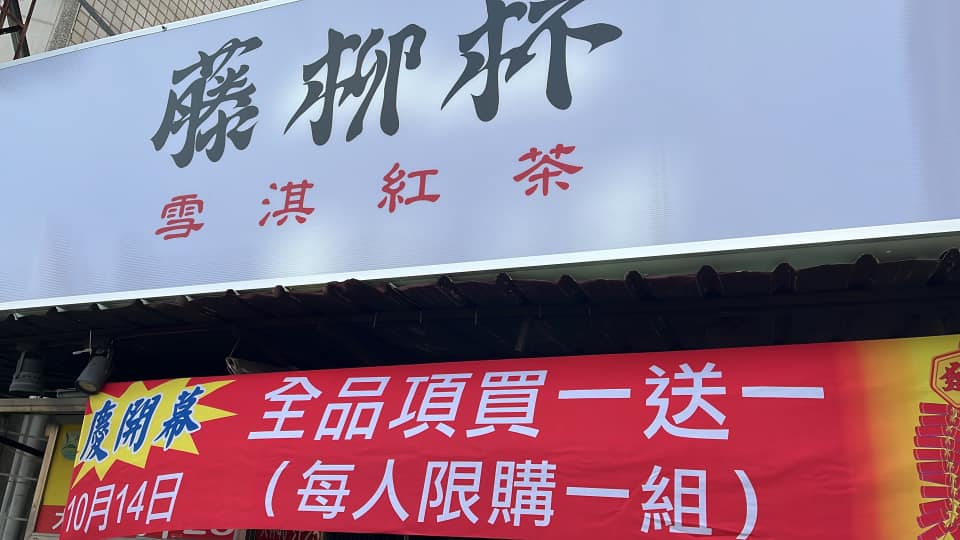 藤柳杯
雪淇紅茶
慶開幕
全品項買一送一
10月14日
(每人限購一組)